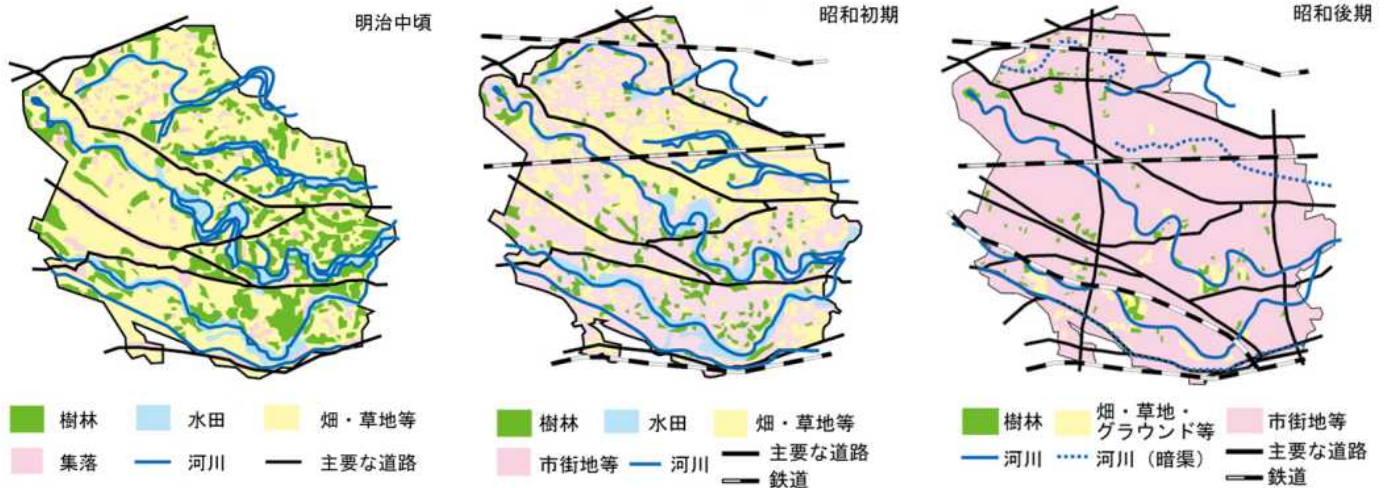 明治中頃
昭和初期
昭和後期
樹林
水田
畑・草地等
集落
河川
主要な道路
樹林
水田
畑・草地等
市街地等
河川
主要な道路
鉄道
樹林
畑・草地・
グラウンド等
市街地等
河川
河川（暗渠）
主要な道路
鉄道